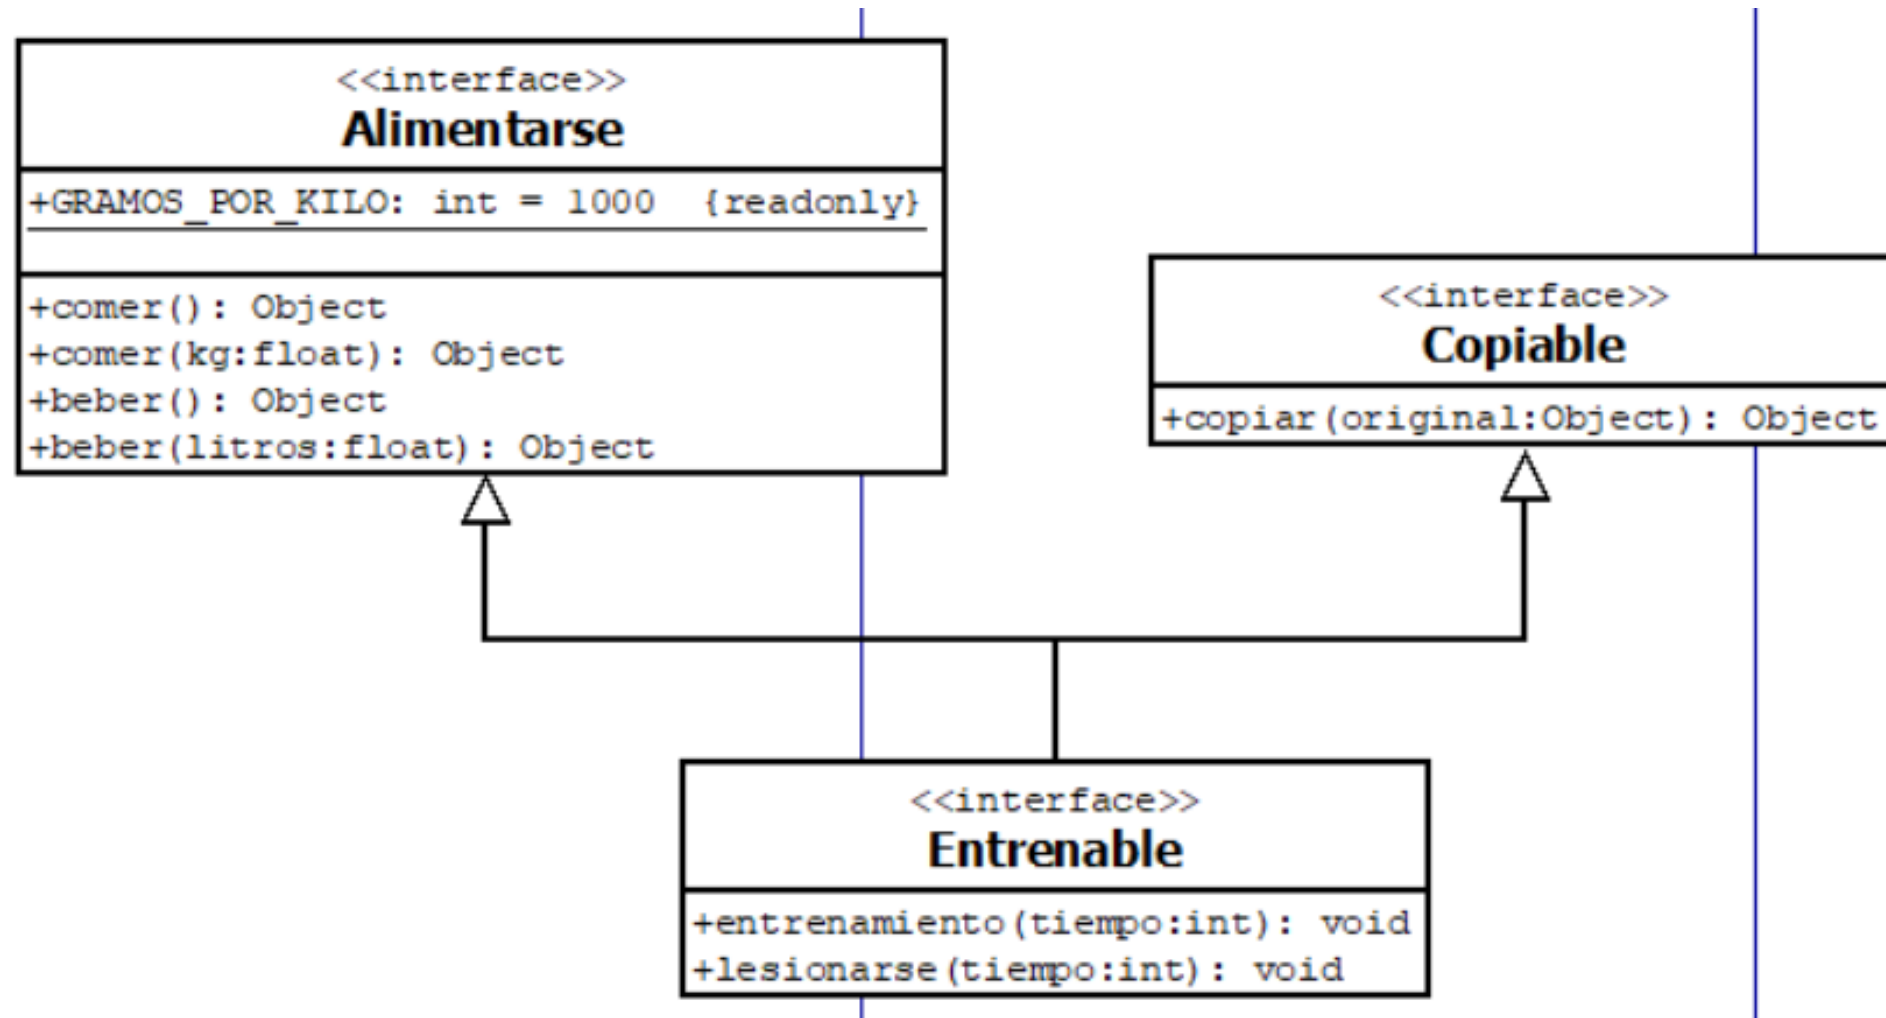 <<interface>>
Alimentarse
+GRAMOS_POR_KILO: int = 1000 {readonly}
+comer(): Object
+comer(kg:float): Object
+beber(): Object
+beber(litros:float): Object
<<interface>>
Copiable
+copiar(original:Object): Object
<<interface>>
Entrenable
+entrenamiento(tiempo:int): void
+lesionarse(tiempo:int): void